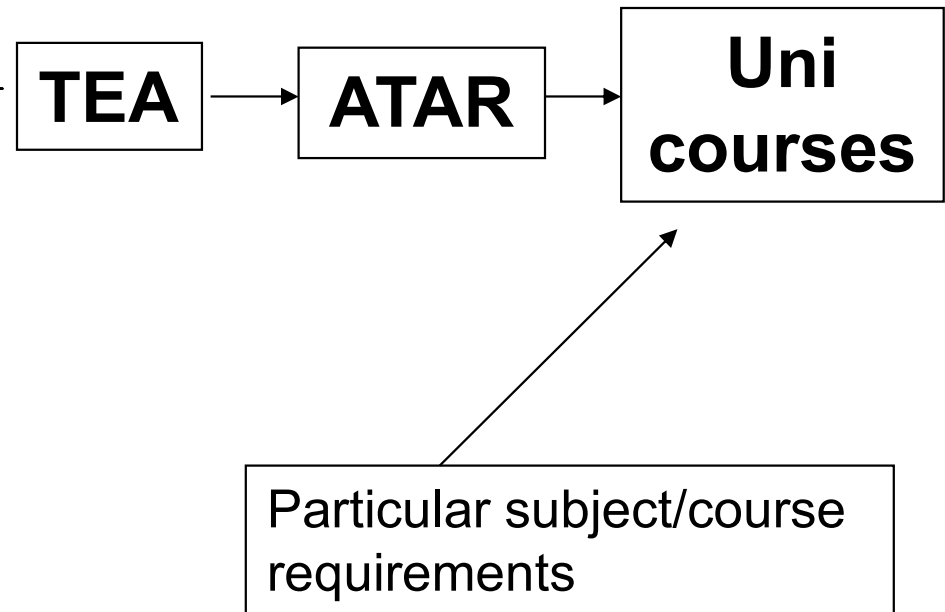 TEA
ATAR
Uni
courses
Particular subject/course
requirements